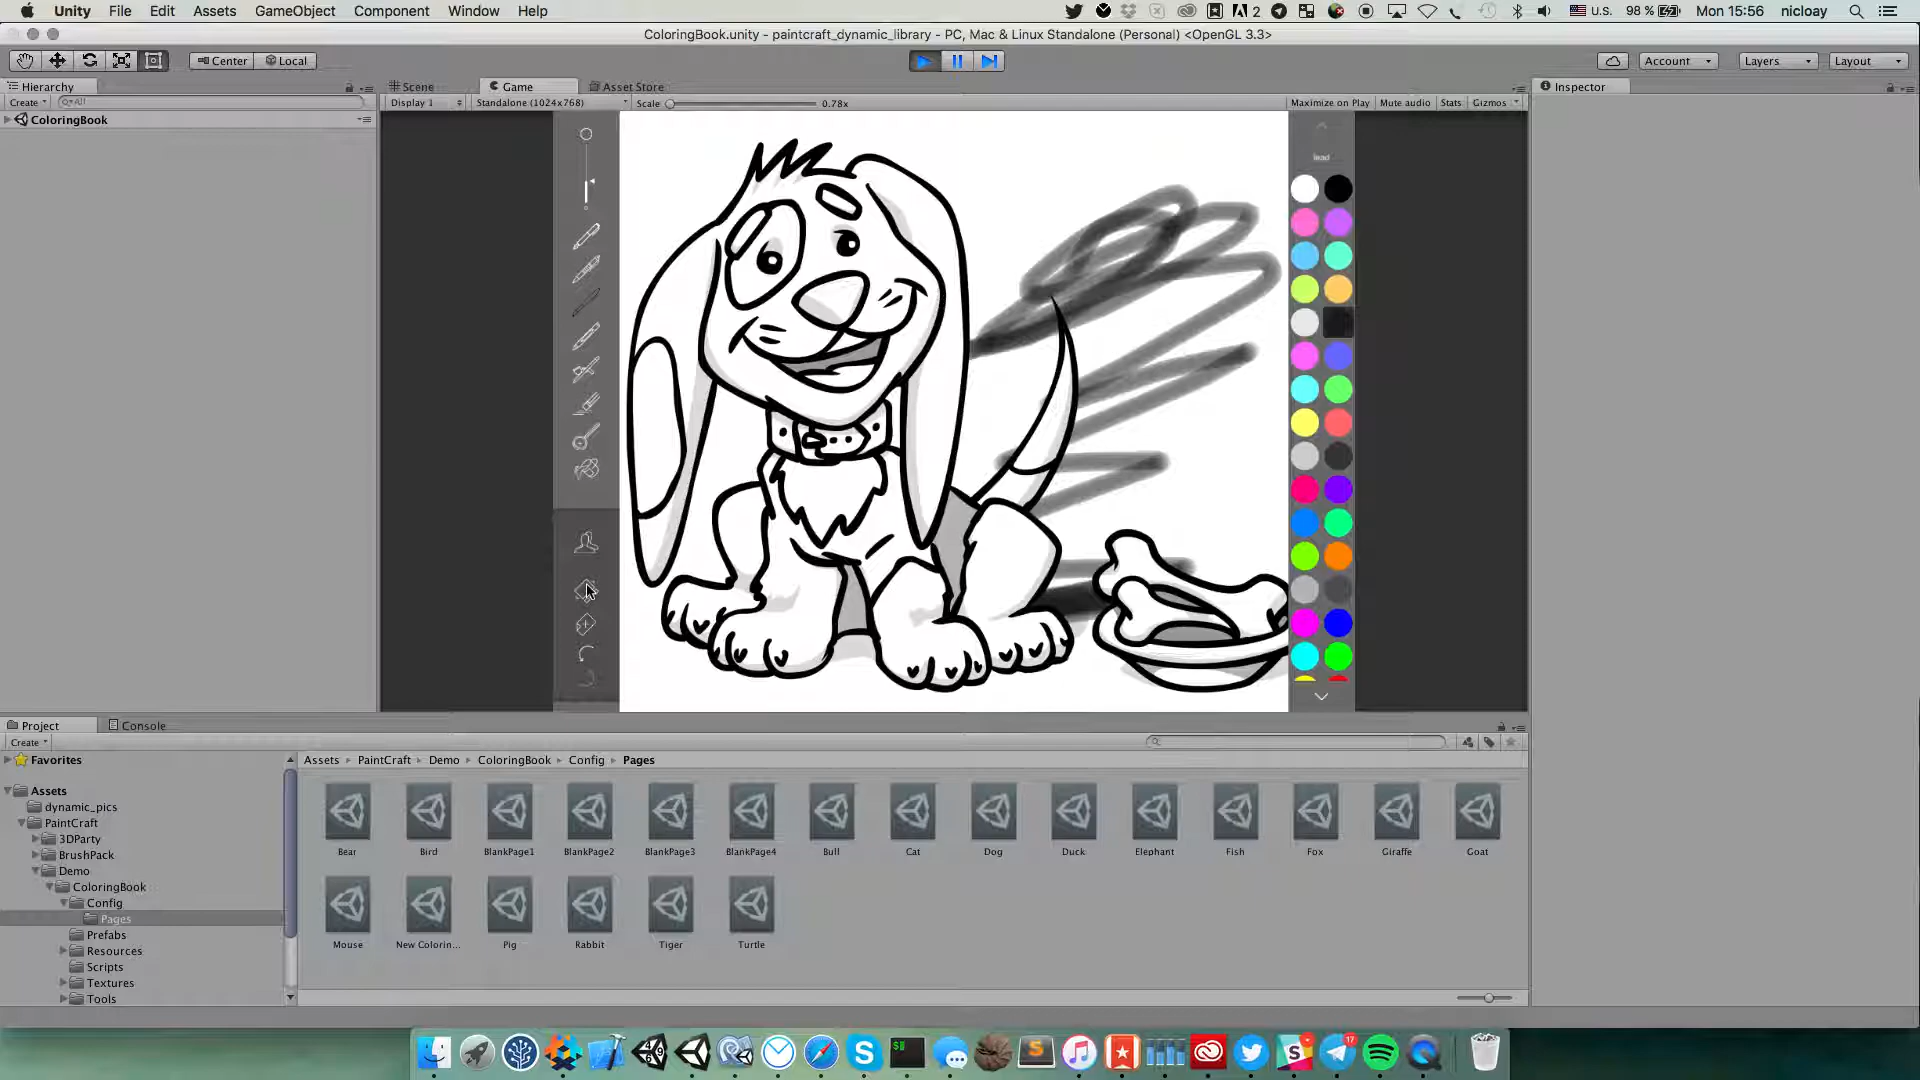 Unity File Edit Assets GameObject Component Window Help 2 U.S. 98 % Mon 15:56 nicloay
ColoringBook.unity - paintcraft_dynamic_library - PC, Mac & Linux Standalone (Personal) <OpenGL 3.3>
Center Local Account Layers Layout
Hierarchy Scene Game Asset Store Inspector
Create All Display 1 Standalone (1024x768) Scale 0.78x Maximize on Play Mute audio Stats Gizmos
ColoringBook
lead
Project Console
Create
Favorites Assets PaintCraft Demo ColoringBook Config Pages
Assets
dynamic_pics
PaintCraft
3DParty
BrushPack
Demo
ColoringBook
Config
Pages
Prefabs
Resources
Scripts
Textures
Tools
Bear Bird BlankPage1 BlankPage2 BlankPage3 BlankPage4 Bull Cat Dog Duck Elephant Fish Fox Giraffe Goat
Mouse New Colorin... Pig Rabbit Tiger Turtle
17